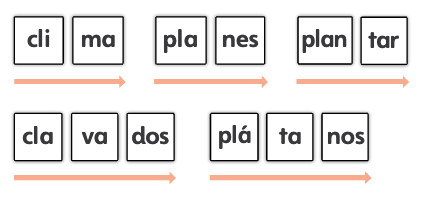 cli ma pla nes plan tar
cla va dos plá ta nos